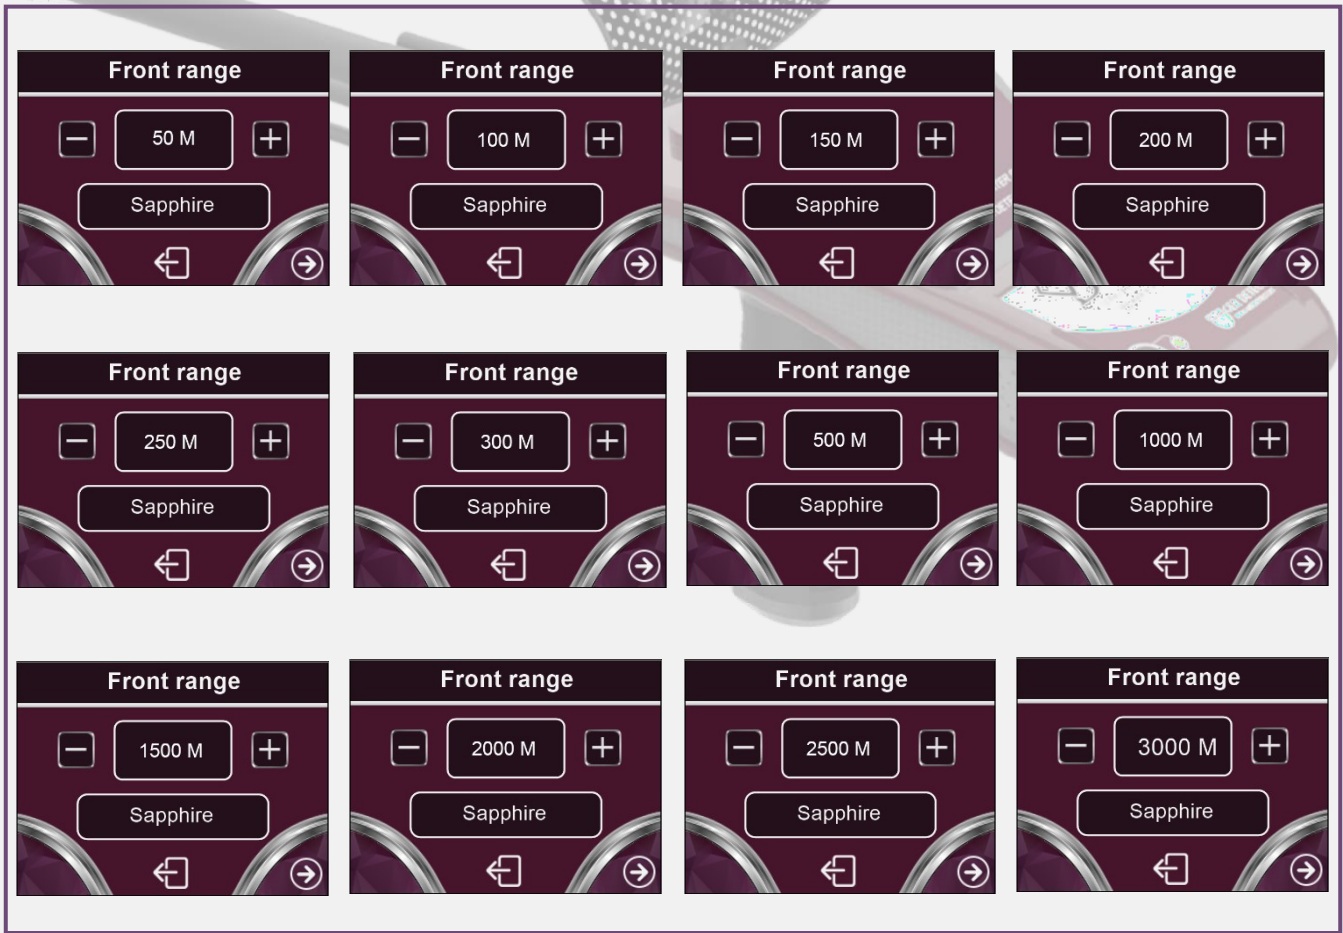 Front range
50 M
Sapphire
Front range
100 M
Sapphire
Front range
150 M
Sapphire
Front range
200 M
Sapphire
Front range
250 M
Sapphire
Front range
300 M
Sapphire
Front range
500 M
Sapphire
Front range
1000 M
Sapphire
Front range
1500 M
Sapphire
Front range
2000 M
Sapphire
Front range
2500 M
Sapphire
Front range
3000 M
Sapphire